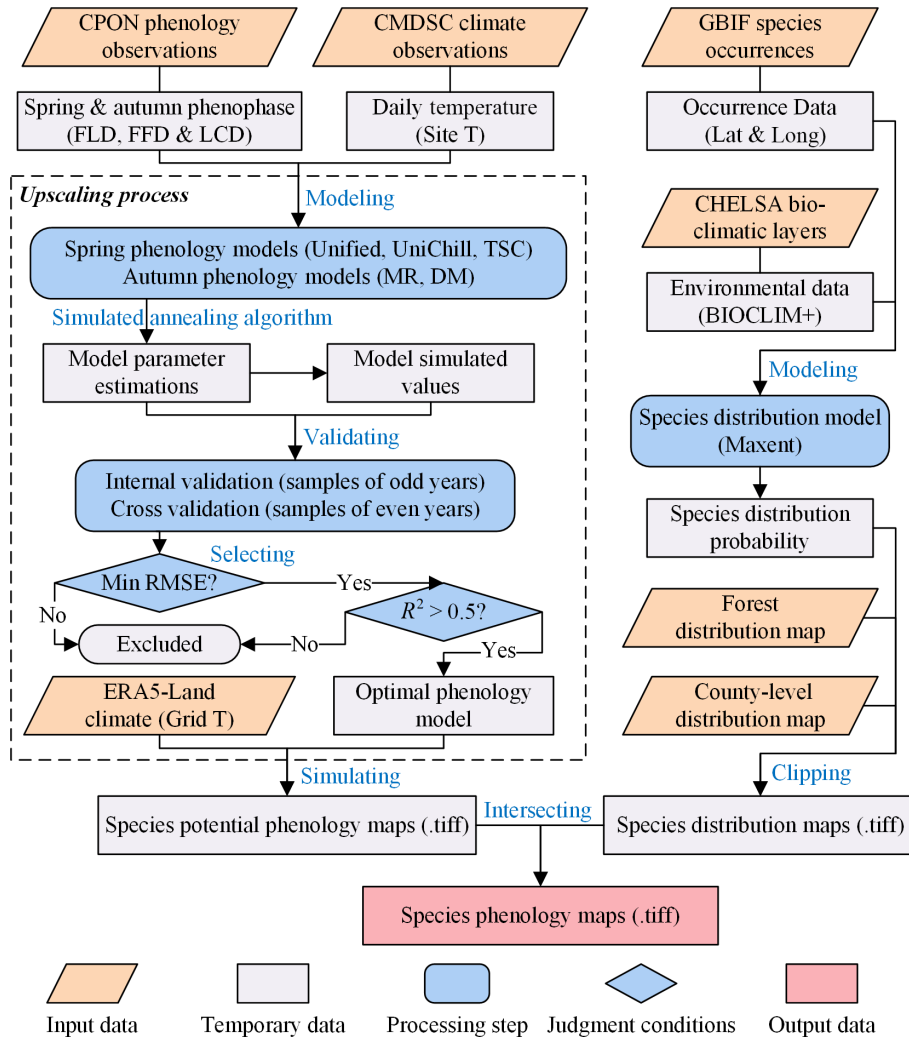 CPON phenology
observations
CMDSC climate
observations
GBIF species
occurrences
Spring & autumn phenophase
(FLD, FFD & LCD)
Daily temperature
(Site T)
Occurrence Data
(Lat & Long)
Upscaling process
Modeling
CHELSA bio-
climatic layers
Spring phenology models (Unified, UniChill, TSC)
Autumn phenology models (MR, DM)
Environmental data
(BIOCLIM+)
Simulated annealing algorithm
Model parameter
estimations
Model simulated
values
Modeling
Validating
Species distribution model
(Maxent)
Internal validation (samples of odd years)
Cross validation (samples of even years)
Species distribution
probability
Selecting
Min RMSE?
Yes
No
R² > 0.5?
Forest
distribution map
Excluded
No
Yes
ERA5-Land
climate (Grid T)
Optimal phenology
model
County-level
distribution map
Simulating
Clipping
Species potential phenology maps (.tiff)
Intersecting
Species distribution maps (.tiff)
Species phenology maps (.tiff)
Input data
Temporary data
Processing step
Judgment conditions
Output data